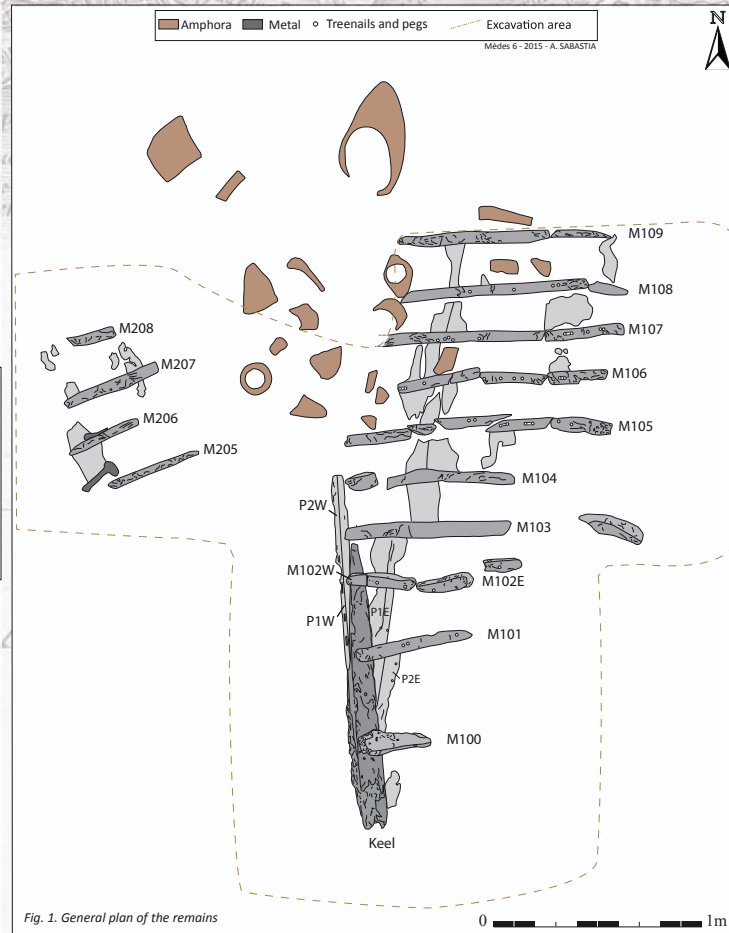 Amphora Metal Treenails and pegs Excavation area
Mèdes 6 - 2015 - A. SABASTIA
N
M109
M108
M107
M208
M207
M106
M206
M105
M205
M104
P2W
M103
M102W
M102E
P1W
P1E
M101
P2E
M100
Keel
Fig. 1. General plan of the remains
0 1m